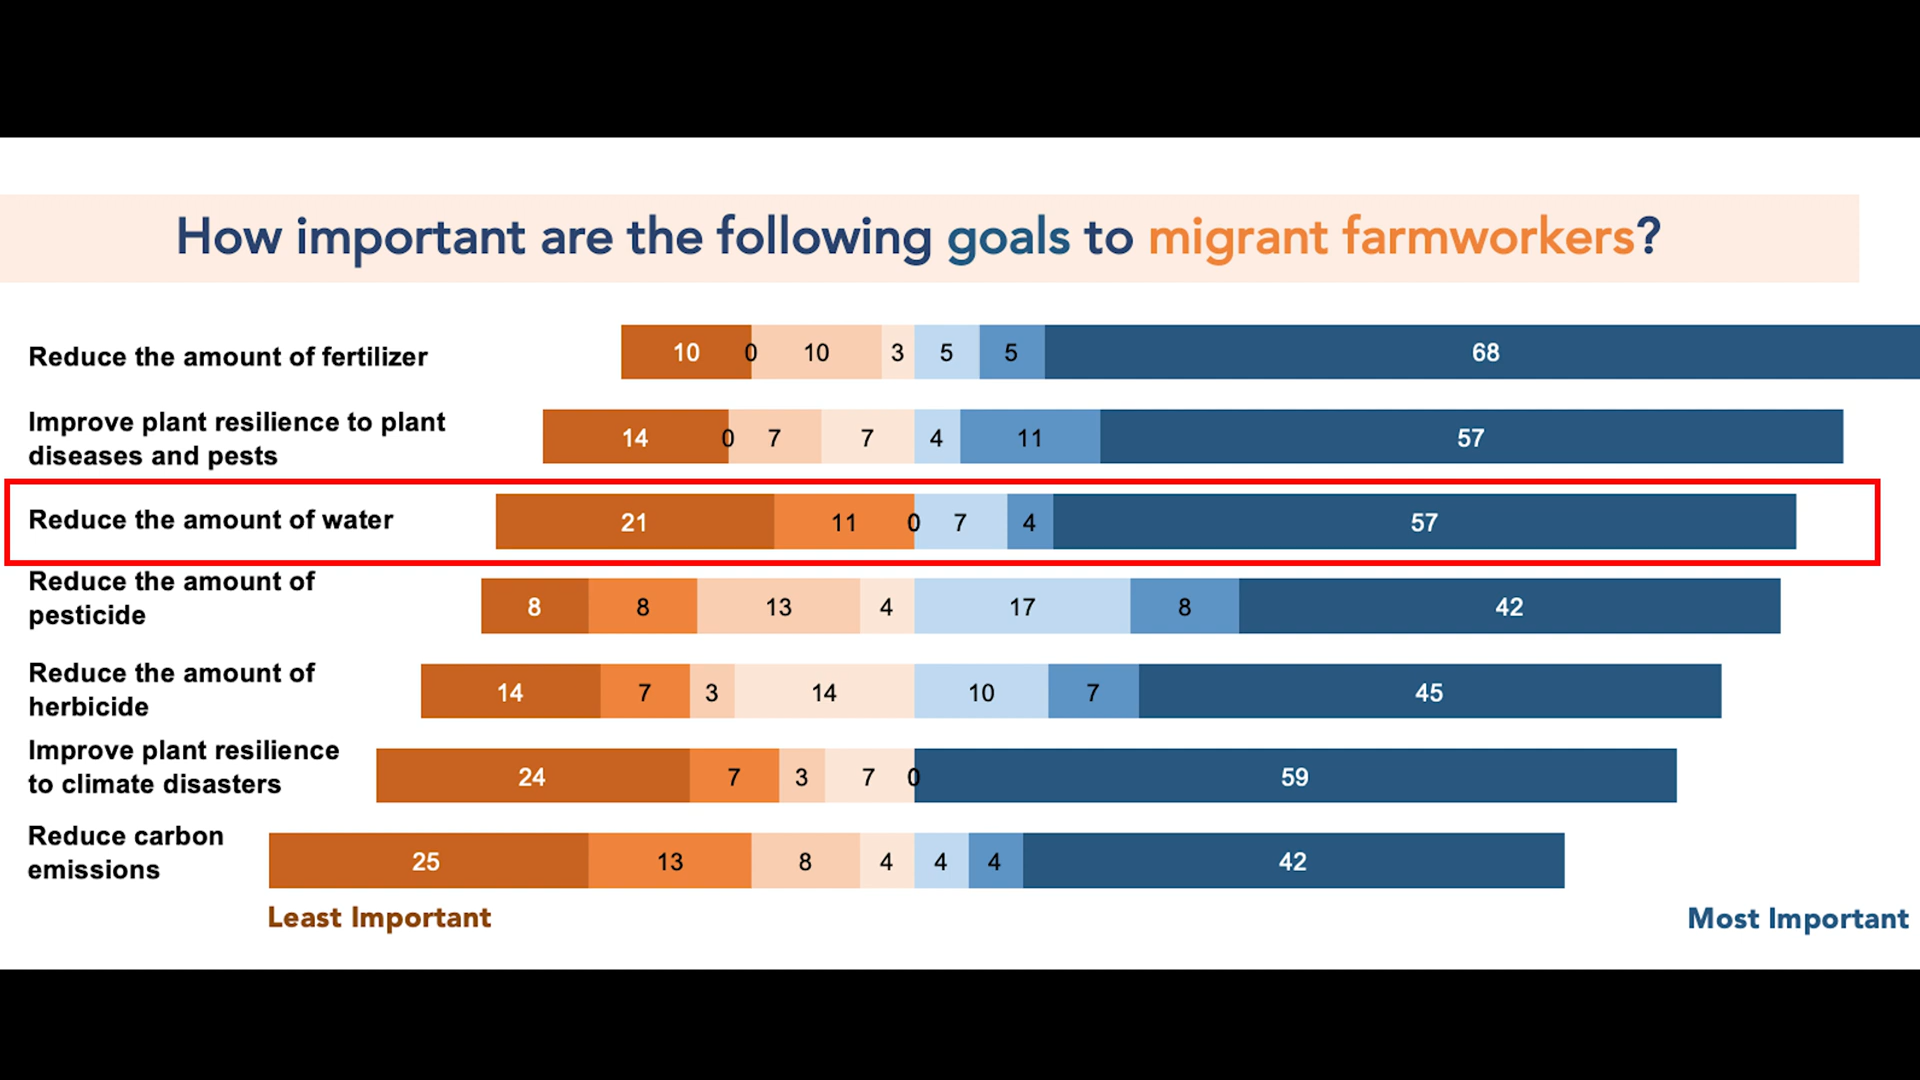 How important are the following goals to migrant farmworkers?
Reduce the amount of fertilizer
10 0 10 3 5 5 68
Improve plant resilience to plant
diseases and pests
14 0 7 7 4 11 57
Reduce the amount of water
21 11 0 7 4 57
Reduce the amount of
pesticide
8 8 13 4 17 8 42
Reduce the amount of
herbicide
14 7 3 14 10 7 45
Improve plant resilience
to climate disasters
24 7 3 7 0 59
Reduce carbon
emissions
25 13 8 4 4 4 42
Least Important
Most Important